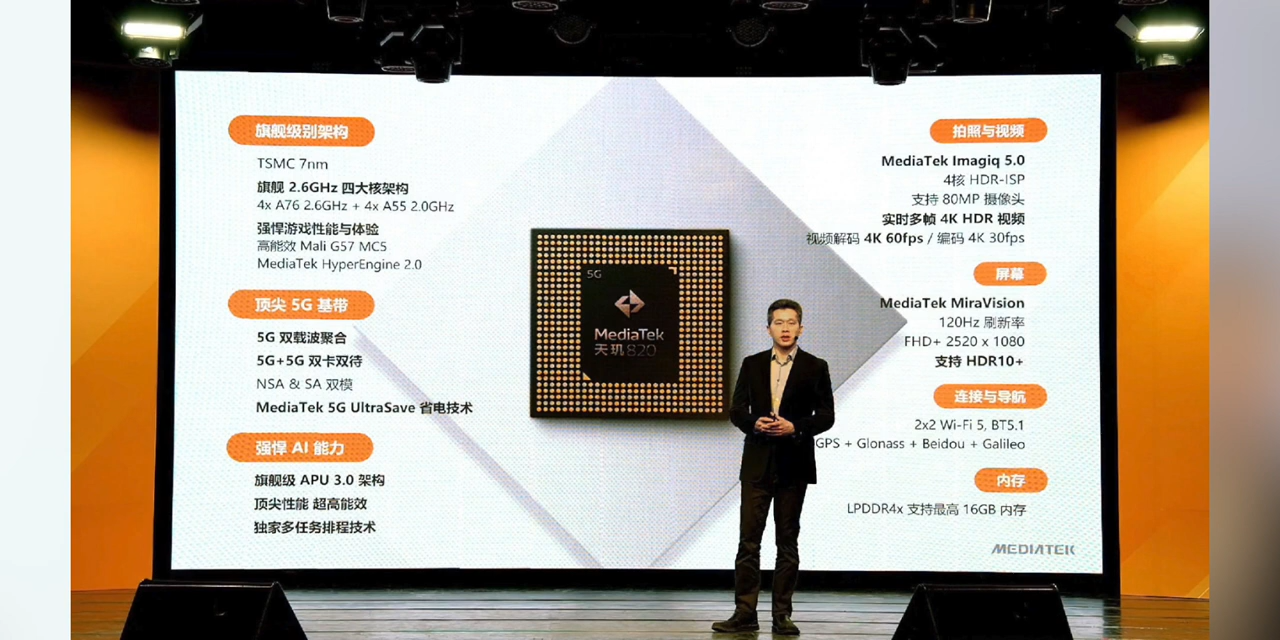 旗舰级别架构
TSMC 7nm
旗舰 2.6GHz 四大核架构
4x A76 2.6GHz + 4x A55 2.0GHz
强悍游戏性能与体验
高能效 Mali G57 MC5
MediaTek HyperEngine 2.0
顶尖 5G 基带
5G 双载波聚合
5G+5G 双卡双待
NSA & SA 双模
MediaTek 5G UltraSave 省电技术
强悍 AI 能力
旗舰级 APU 3.0 架构
顶尖性能 超高能效
独家多任务排程技术
5G
MediaTek
天玑 820
拍照与视频
MediaTek Imagiq 5.0
4核 HDR-ISP
支持 80MP 摄像头
实时多帧 4K HDR 视频
视频解码 4K 60fps / 编码 4K 30fps
屏幕
MediaTek MiraVision
120Hz 刷新率
FHD+ 2520 x 1080
支持 HDR10+
连接与导航
2x2 Wi-Fi 5, BT5.1
GPS + Glonass + Beidou + Galileo
内存
LPDDR4x 支持最高 16GB 内存
MEDIATEK